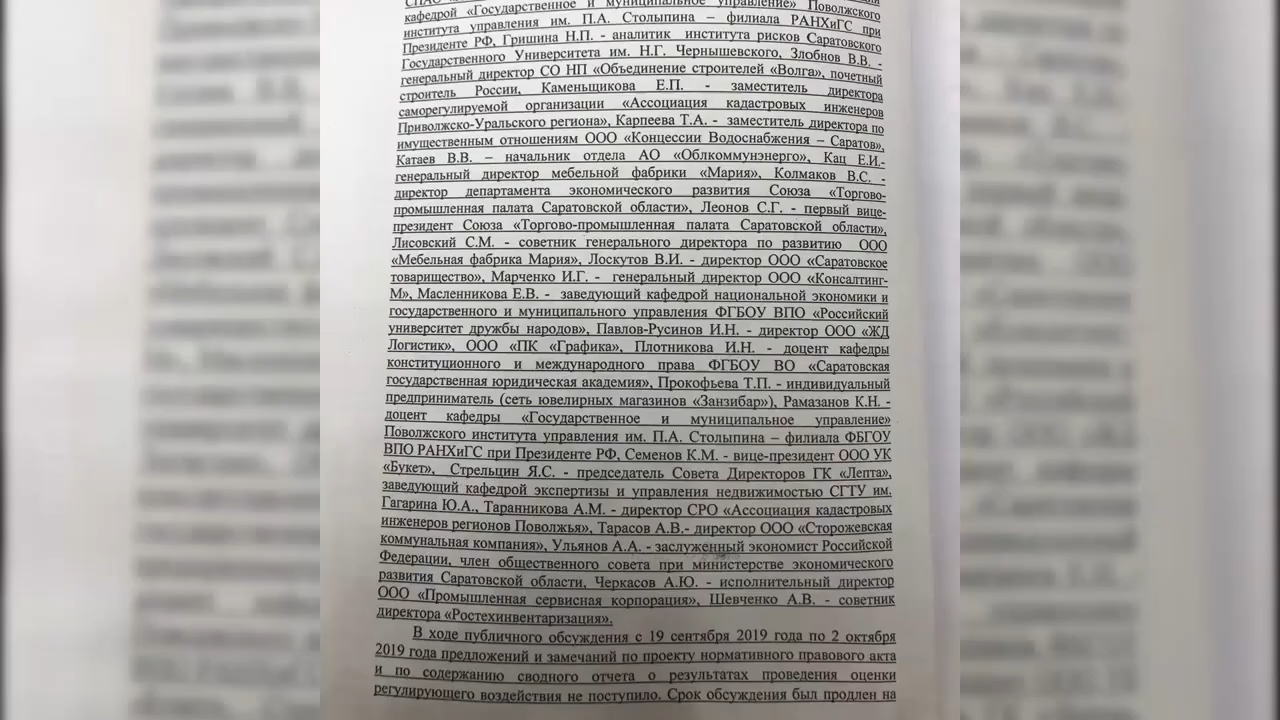 СПАО
кафедрой «Государственное и муниципальное управление» Поволжского
института управления им. П.А. Столыпина – филиала РАНХиГС при
Президенте РФ, Гришина Н.П. - аналитик института рисков Саратовского
Государственного Университета им. Н.Г. Чернышевского, Злобнов В.В. -
генеральный директор СО НП «Объединение строителей «Волга», почетный
строитель России, Каменьщикова Е.П. - заместитель директора
саморегулируемой организации «Ассоциация кадастровых инженеров
Приволжско-Уральского региона», Карпеева Т.А. - заместитель директора по
имущественным отношениям ООО «Концессии Водоснабжения – Саратов»,
Катаев В.В. – начальник отдела АО «Облкоммунэнерго», Кац Е.И.-
генеральный директор мебельной фабрики «Мария», Колмаков В.С. -
директор департамента экономического развития Союза «Торгово-
промышленная палата Саратовской области», Леонов С.Г. - первый вице-
президент Союза «Торгово-промышленная палата Саратовской области»,
Лисовский С.М. - советник генерального директора по развитию ООО
«Мебельная фабрика Мария», Лоскутов В.И. - директор ООО «Саратовское
товарищество», Марченко И.Г. - генеральный директор ООО «Консалтинг-
М», Масленникова Е.В. - заведующий кафедрой национальной экономики и
государственного и муниципального управления ФГБОУ ВПО «Российский
университет дружбы народов», Павлов-Русинов И.Н. - директор ООО «ЖД
Логистик», ООО «ПК «Графика», Плотникова И.Н. - доцент кафедры
конституционного и международного права ФГБОУ ВО «Саратовская
государственная юридическая академия», Прокофьева Т.П. - индивидуальный
предприниматель (сеть ювелирных магазинов «Занзибар»), Рамазанов К.Н. -
доцент кафедры «Государственное и муниципальное управление»
Поволжского института управления им. П.А. Столыпина – филиала ФБГОУ
ВПО РАНХиГС при Президенте РФ, Семенов К.М. - вице-президент ООО УК
«Букет», Стрельцин Я.С. - председатель Совета Директоров ГК «Лепта»,
заведующий кафедрой экспертизы и управления недвижимостью СГТУ им.
Гагарина Ю.А., Таранникова А.М. - директор СРО «Ассоциация кадастровых
инженеров регионов Поволжья», Тарасов А.В.- директор ООО «Сторожевская
коммунальная компания», Ульянов А.А. - заслуженный экономист Российской
Федерации, член общественного совета при министерстве экономического
развития Саратовской области, Черкасов А.Ю. - исполнительный директор
ООО «Промышленная сервисная корпорация», Шевченко А.В. - советник
директора «Ростехинвентаризация».
В ходе публичного обсуждения с 19 сентября 2019 года по 2 октября
2019 года предложений и замечаний по проекту нормативного правового акта
и по содержанию сводного отчета о результатах проведения оценки
регулирующего воздействия не поступило. Срок обсуждения был продлен на